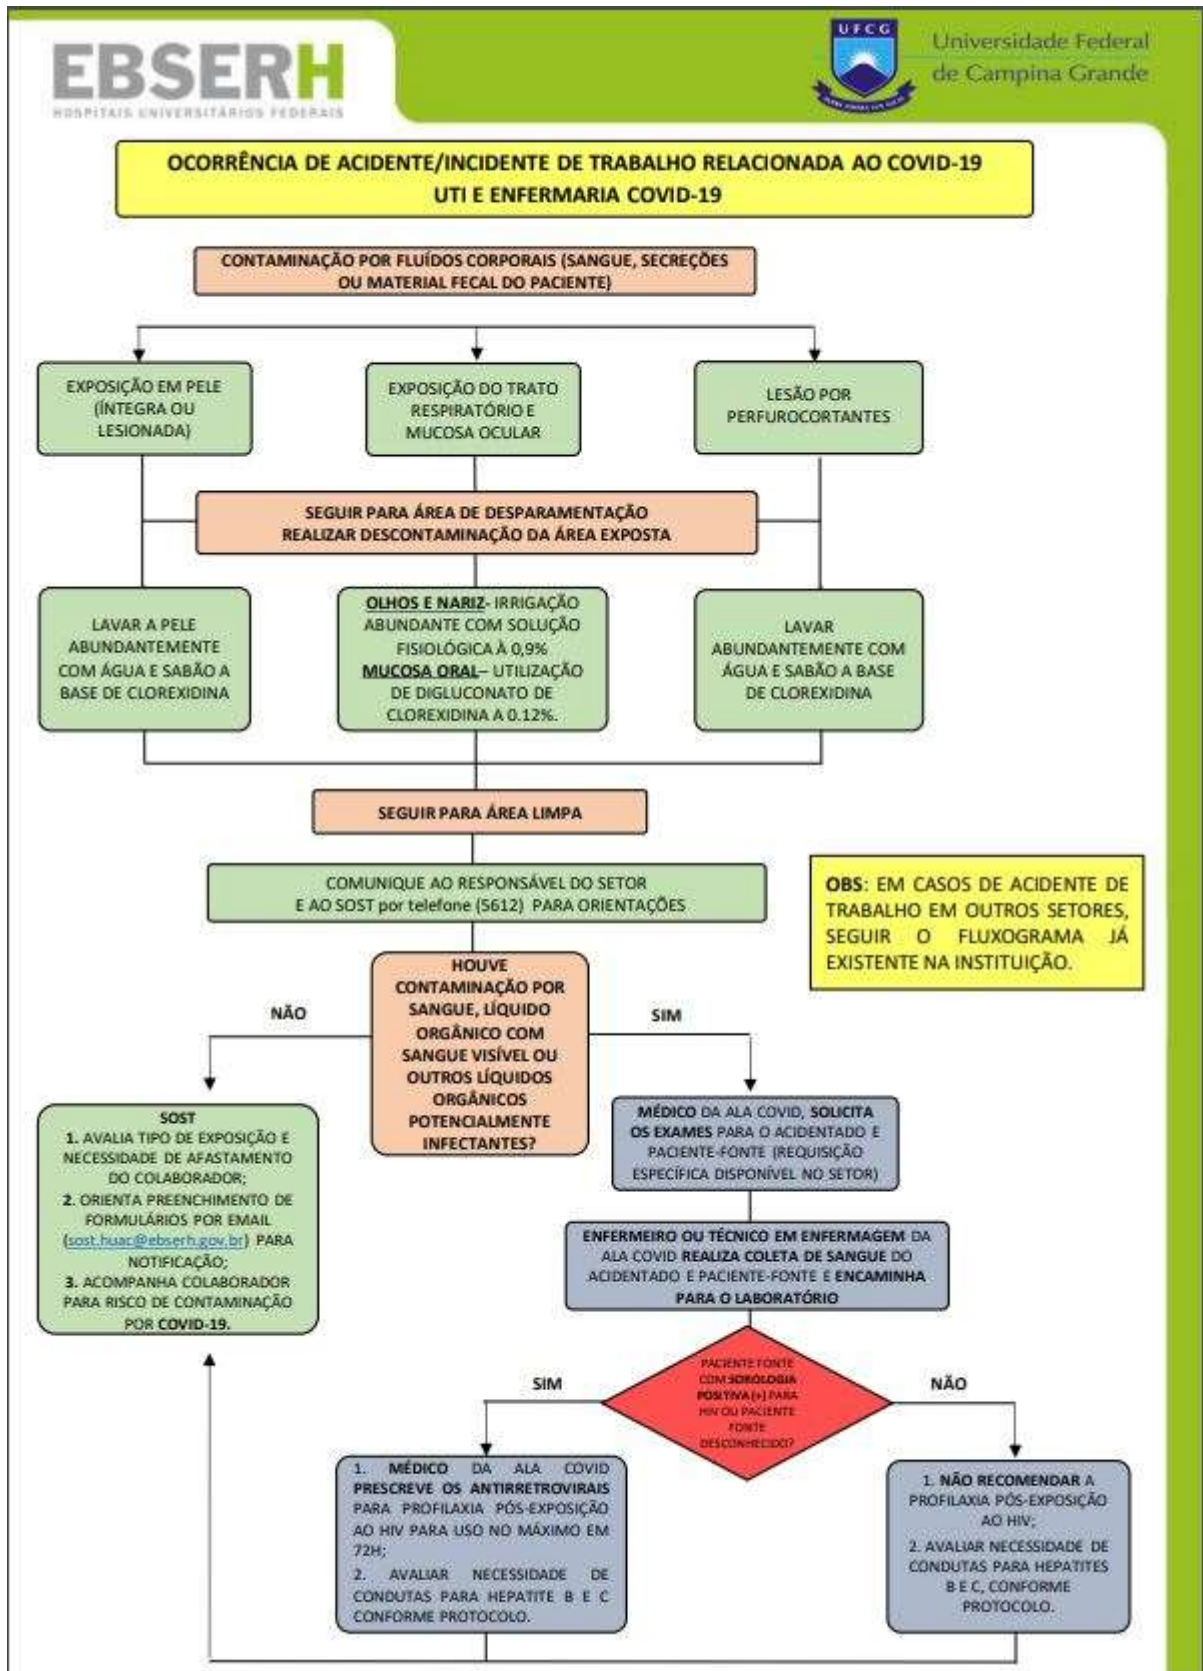 EBSERH
HOSPITAIS UNIVERSITÁRIOS FEDERAIS
UFCG
Universidade Federal
de Campina Grande
OCORRÊNCIA DE ACIDENTE/INCIDENTE DE TRABALHO RELACIONADA AO COVID-19
UTI E ENFERMARIA COVID-19
CONTAMINAÇÃO POR FLUÍDOS CORPORAIS (SANGUE, SECREÇÕES
OU MATERIAL FECAL DO PACIENTE)
EXPOSIÇÃO EM PELE
(ÍNTEGRA OU
LESIONADA)
EXPOSIÇÃO DO TRATO
RESPIRATÓRIO E
MUCOSA OCULAR
LESÃO POR
PERFUROCORTANTES
SEGUIR PARA ÁREA DE DESPARAMENTAÇÃO
REALIZAR DESCONTAMINAÇÃO DA ÁREA EXPOSTA
LAVAR A PELE
ABUNDANTEMENTE
COM ÁGUA E SABÃO A
BASE DE CLOREXIDINA
OLHOS E NARIZ- IRRIGAÇÃO
ABUNDANTE COM SOLUÇÃO
FISIOLÓGICA À 0,9%
MUCOSA ORAL– UTILIZAÇÃO
DE DIGLUCONATO DE
CLOREXIDINA A 0.12%.
LAVAR
ABUNDANTEMENTE COM
ÁGUA E SABÃO A BASE
DE CLOREXIDINA
SEGUIR PARA ÁREA LIMPA
COMUNIQUE AO RESPONSÁVEL DO SETOR
E AO SOST por telefone (5612) PARA ORIENTAÇÕES
OBS: EM CASOS DE ACIDENTE DE
TRABALHO EM OUTROS SETORES,
SEGUIR O FLUXOGRAMA JÁ
EXISTENTE NA INSTITUIÇÃO.
HOUVE
CONTAMINAÇÃO POR
SANGUE, LÍQUIDO
ORGÂNICO COM
SANGUE VISÍVEL OU
OUTROS LÍQUIDOS
ORGÂNICOS
POTENCIALMENTE
INFECTANTES?
NÃO
SIM
SOST
1. AVALIA TIPO DE EXPOSIÇÃO E
NECESSIDADE DE AFASTAMENTO
DO COLABORADOR;
2. ORIENTA PREENCHIMENTO DE
FORMULÁRIOS POR EMAIL
(sost.huac@ebserh.gov.br) PARA
NOTIFICAÇÃO;
3. ACOMPANHA COLABORADOR
PARA RISCO DE CONTAMINAÇÃO
POR COVID-19.
MÉDICO DA ALA COVID, SOLICITA
OS EXAMES PARA O ACIDENTADO E
PACIENTE-FONTE (REQUISIÇÃO
ESPECÍFICA DISPONÍVEL NO SETOR)
ENFERMEIRO OU TÉCNICO EM ENFERMAGEM DA
ALA COVID REALIZA COLETA DE SANGUE DO
ACIDENTADO E PACIENTE-FONTE E ENCAMINHA
PARA O LABORATÓRIO
PACIENTE FONTE
COM SOROLOGIA
POSITIVA (+) PARA
HIV OU PACIENTE
FONTE
DESCONHECIDO?
SIM
NÃO
1. MÉDICO DA ALA COVID
PRESCREVE OS ANTIRRETROVIRAIS
PARA PROFILAXIA PÓS-EXPOSIÇÃO
AO HIV PARA USO NO MÁXIMO EM
72H;
2. AVALIAR NECESSIDADE DE
CONDUTAS PARA HEPATITE B E C
CONFORME PROTOCOLO.
1. NÃO RECOMENDAR A
PROFILAXIA PÓS-EXPOSIÇÃO
AO HIV;
2. AVALIAR NECESSIDADE DE
CONDUTAS PARA HEPATITES
B E C, CONFORME
PROTOCOLO.